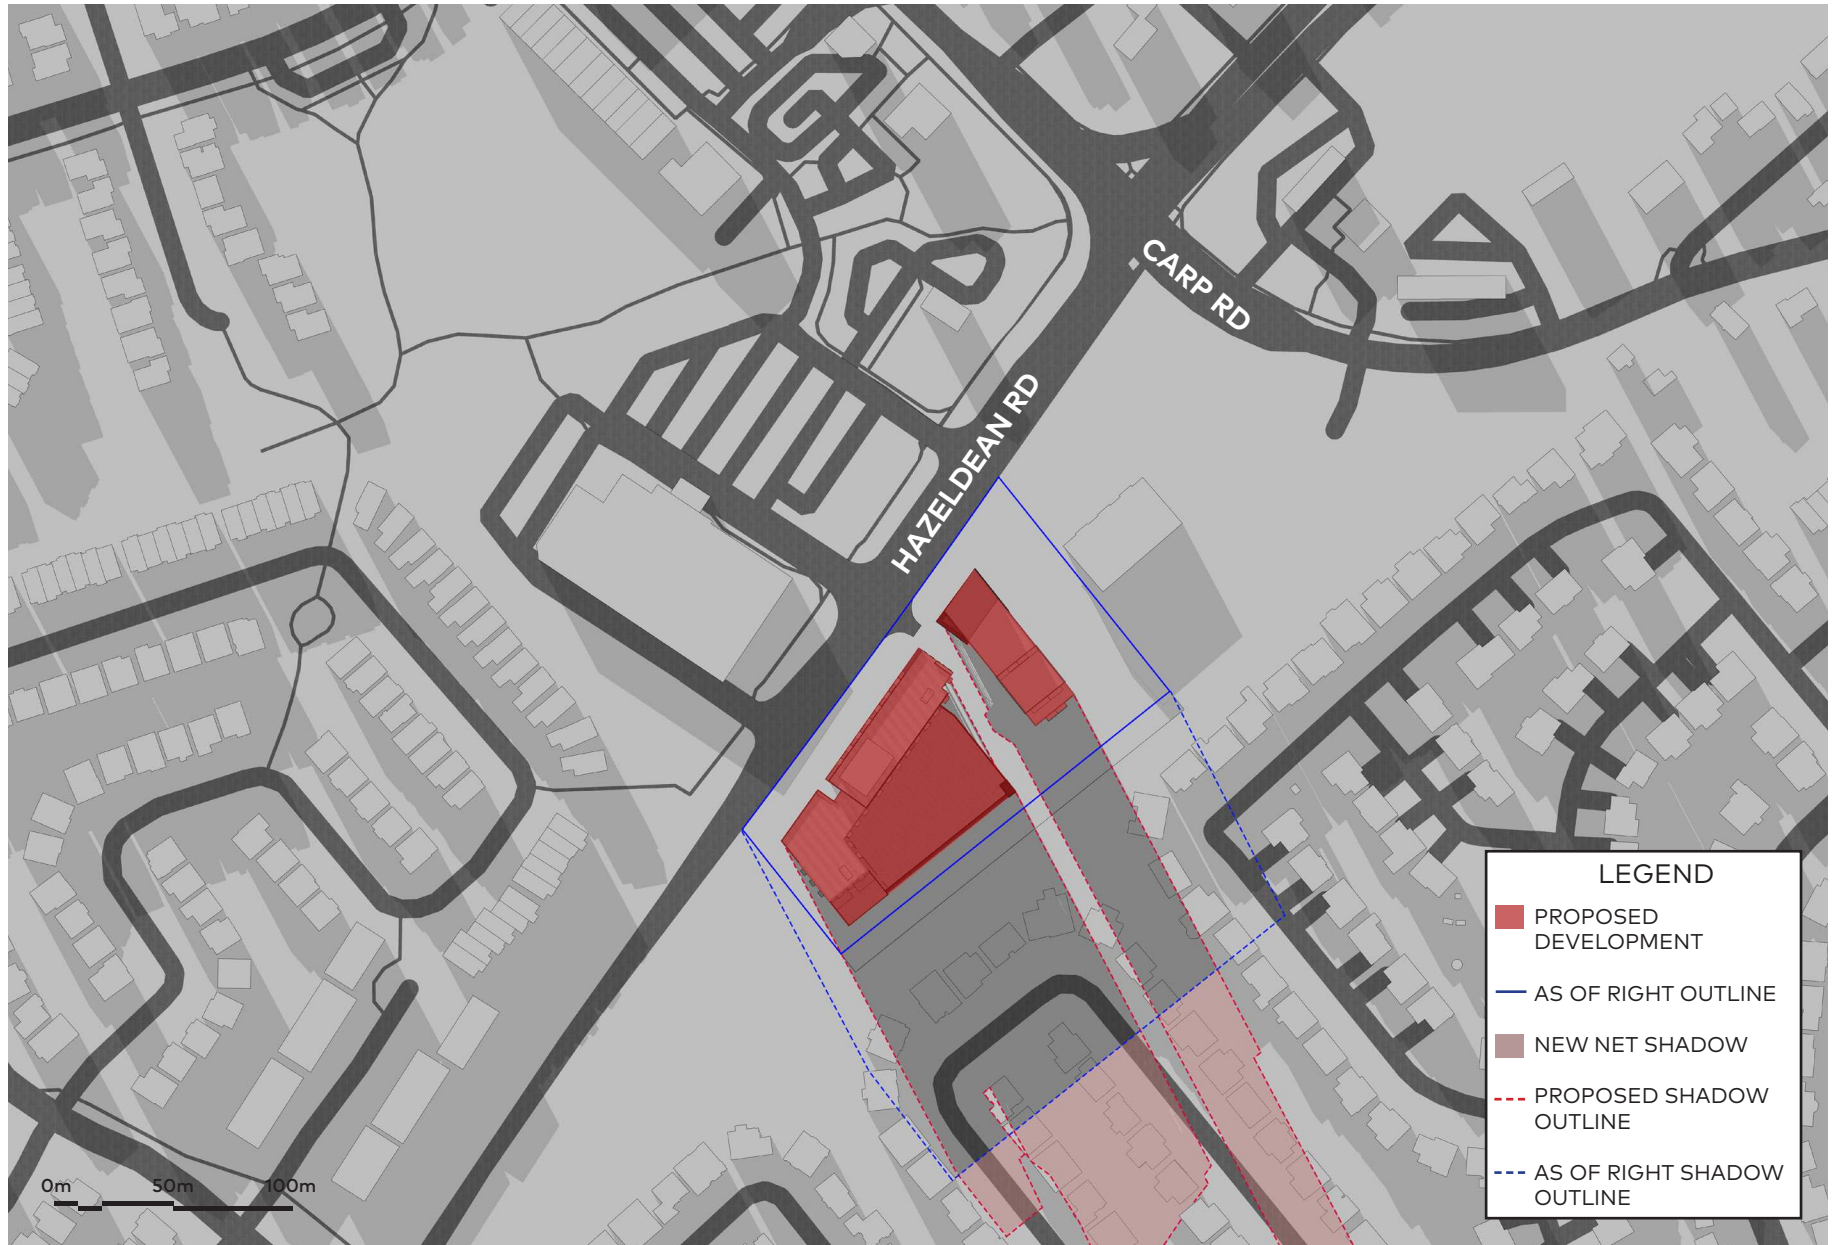 CARP RD
HAZELDEAN RD
LEGEND
PROPOSED
DEVELOPMENT
AS OF RIGHT OUTLINE
NEW NET SHADOW
PROPOSED SHADOW
OUTLINE
AS OF RIGHT SHADOW
OUTLINE
0m 50m 100m